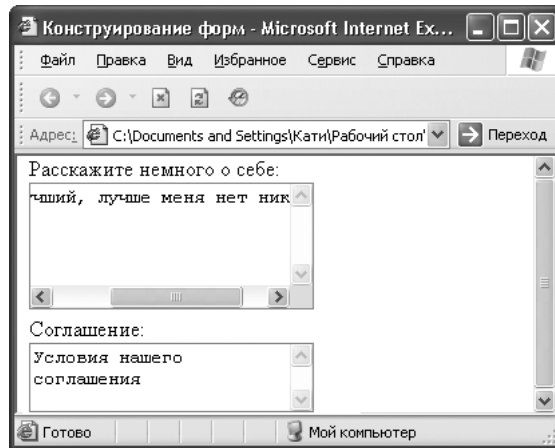 Конструирование форм - Microsoft Internet Ex...
Файл Правка Вид Избранное Сервис Справка
Адрес: C:\Documents and Settings\Кати\Рабочий стол\ Переход
Расскажите немного о себе:
чший, лучше меня нет ник
Соглашение:
Условия нашего
соглашения
Готово Мой компьютер